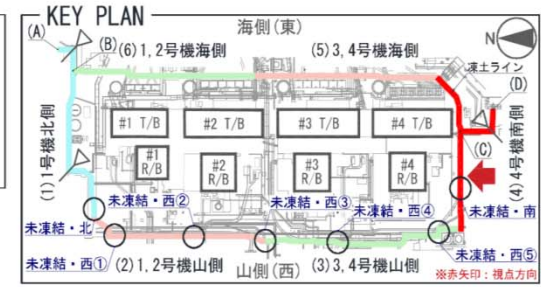 KEY PLAN
海側(東)
N
(A)
(B)
(6)1,2号機海側
(5)3,4号機海側
凍土ライン
(D)
#1 T/B
#2 T/B
#3 T/B
#4 T/B
(C)
(1)1号機北側
#1
R/B
#2
R/B
#3
R/B
#4
R/B
(4)4号機南側
未凍結・北
未凍結・西②
未凍結・西③
未凍結・西④
未凍結・南
未凍結・西①
(2)1,2号機山側
山側(西)
(3)3,4号機山側
未凍結・西⑤
※赤矢印:視点方向